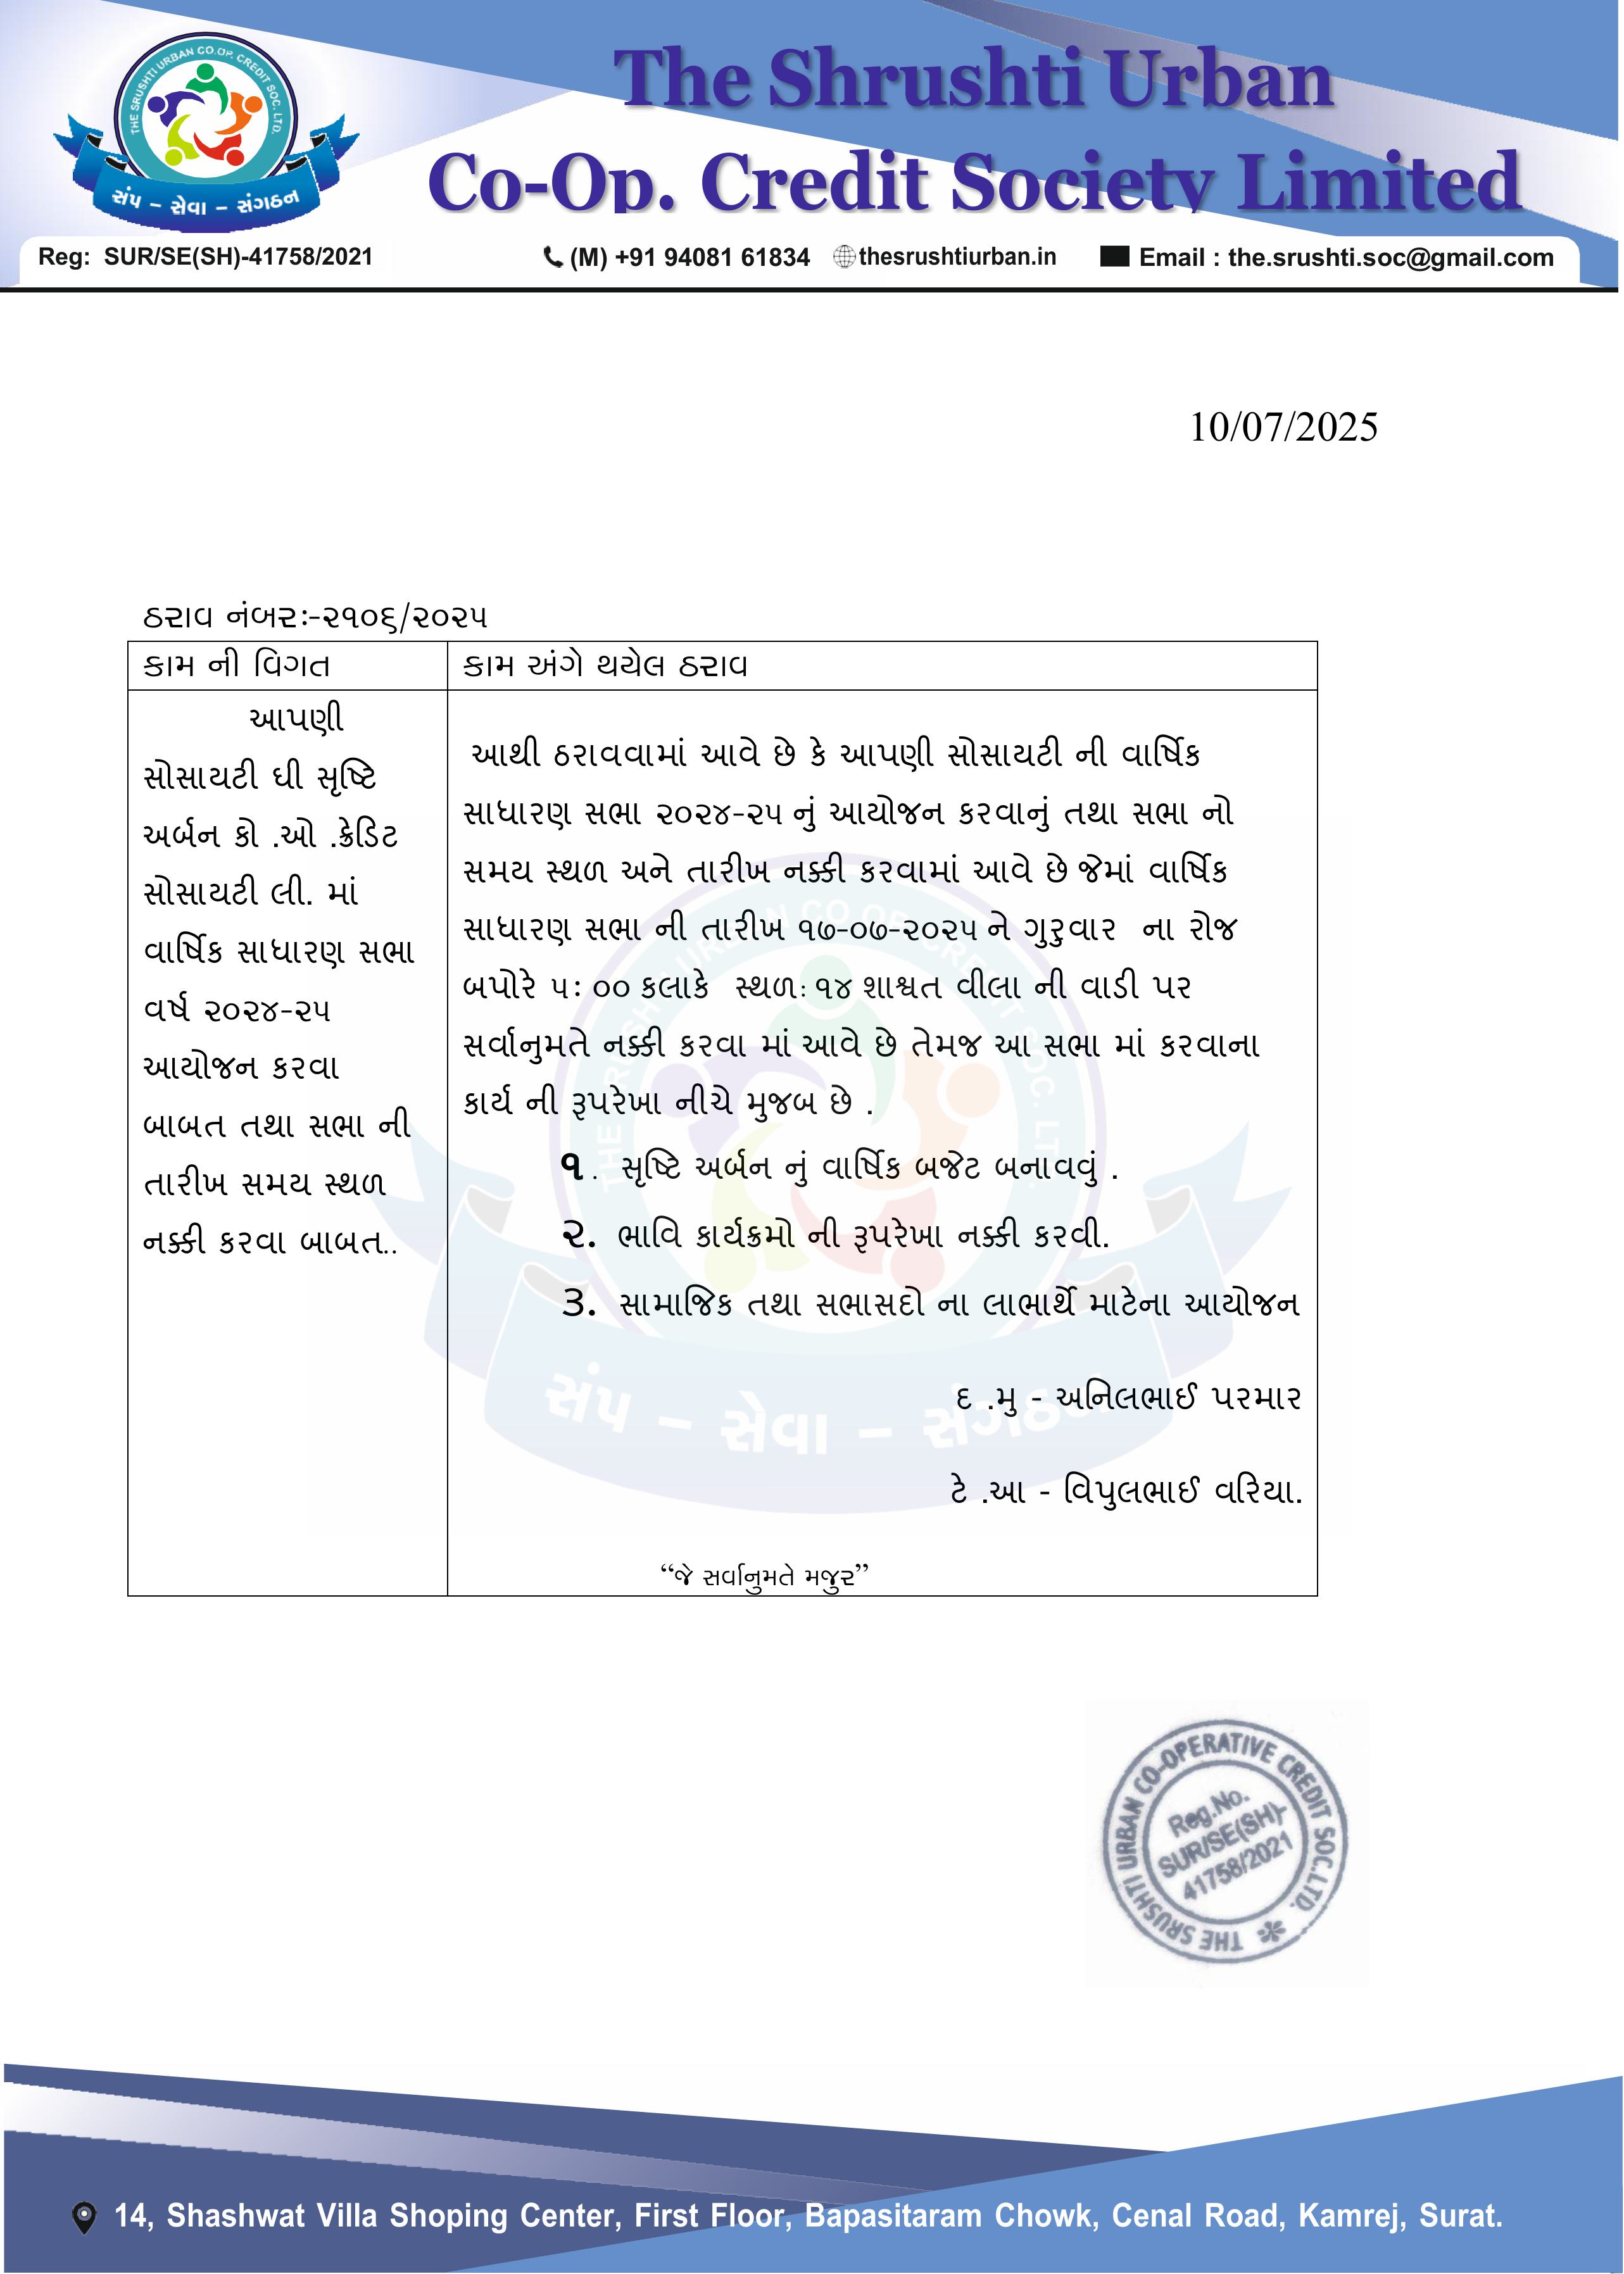 THE SRUSHTI URBAN CO.OP. CREDIT SOC. LTD.
સંપ – સેવા – સંગઠન
The Shrushti Urban
Co-Op. Credit Society Limited
Reg: SUR/SE(SH)-41758/2021 (M) +91 94081 61834 thesrushtiurban.in Email : the.srushti.soc@gmail.com
10/07/2025
ઠરાવ નંબર:-૨૧૦૬/૨૦૨૫
કામ ની વિગત
કામ અંગે થયેલ ઠરાવ
આપણી
સોસાયટી ઘી સૃષ્ટિ
અર્બન કો .ઓ .ક્રેડિટ
સોસાયટી લી. માં
વાર્ષિક સાધારણ સભા
વર્ષ ૨૦૨૪-૨૫
આયોજન કરવા
બાબત તથા સભા ની
તારીખ સમય સ્થળ
નક્કી કરવા બાબત..
આથી ઠરાવવામાં આવે છે કે આપણી સોસાયટી ની વાર્ષિક
સાધારણ સભા ૨૦૨૪-૨૫ નું આયોજન કરવાનું તથા સભા નો
સમય સ્થળ અને તારીખ નક્કી કરવામાં આવે છે જેમાં વાર્ષિક
સાધારણ સભા ની તારીખ ૧૭-૦૭-૨૦૨૫ ને ગુરુવાર ના રોજ
બપોરે ૫: ૦૦ કલાકે સ્થળ: ૧૪ શાશ્વત વીલા ની વાડી પર
સર્વાનુમતે નક્કી કરવા માં આવે છે તેમજ આ સભા માં કરવાના
કાર્ય ની રૂપરેખા નીચે મુજબ છે .
૧. સૃષ્ટિ અર્બન નું વાર્ષિક બજેટ બનાવવું .
૨. ભાવિ કાર્યક્રમો ની રૂપરેખા નક્કી કરવી.
૩. સામાજિક તથા સભાસદો ના લાભાર્થે માટેના આયોજન
દ .મુ - અનિલભાઈ પરમાર
ટે .આ - વિપુલભાઈ વરિયા.
“જે સર્વાનુમતે મજુર”
THE SRUSHTI URBAN CO-OPERATIVE CREDIT SOC.LTD.
Reg.No.
SUR/SE(SH)-
41758/2021
14, Shashwat Villa Shoping Center, First Floor, Bapasitaram Chowk, Cenal Road, Kamrej, Surat.